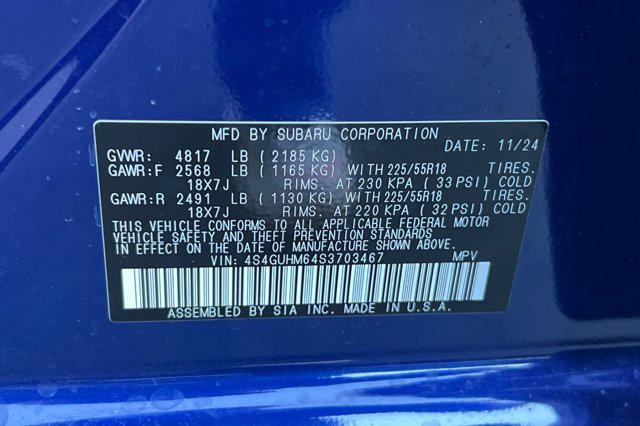 MFD BY SUBARU CORPORATION DATE: 11/24
GVWR: 4817 LB ( 2185 KG)
GAWR:F 2568 LB ( 1165 KG) WITH 225/55R18 TIRES.
18X7J RIMS. AT 230 KPA ( 33 PSI) COLD
GAWR:R 2491 LB ( 1130 KG) WITH 225/55R18 TIRES.
18X7J RIMS. AT 220 KPA ( 32 PSI) COLD
THIS VEHICLE CONFORMS TO ALL APPLICABLE FEDERAL MOTOR
VEHICLE SAFETY AND THEFT PREVENTION STANDARDS
IN EFFECT ON THE DATE OF MANUFACTURE SHOWN ABOVE.
VIN: 4S4GUHM64S3703467 MPV
ASSEMBLED BY SIA INC. MADE IN U.S.A.